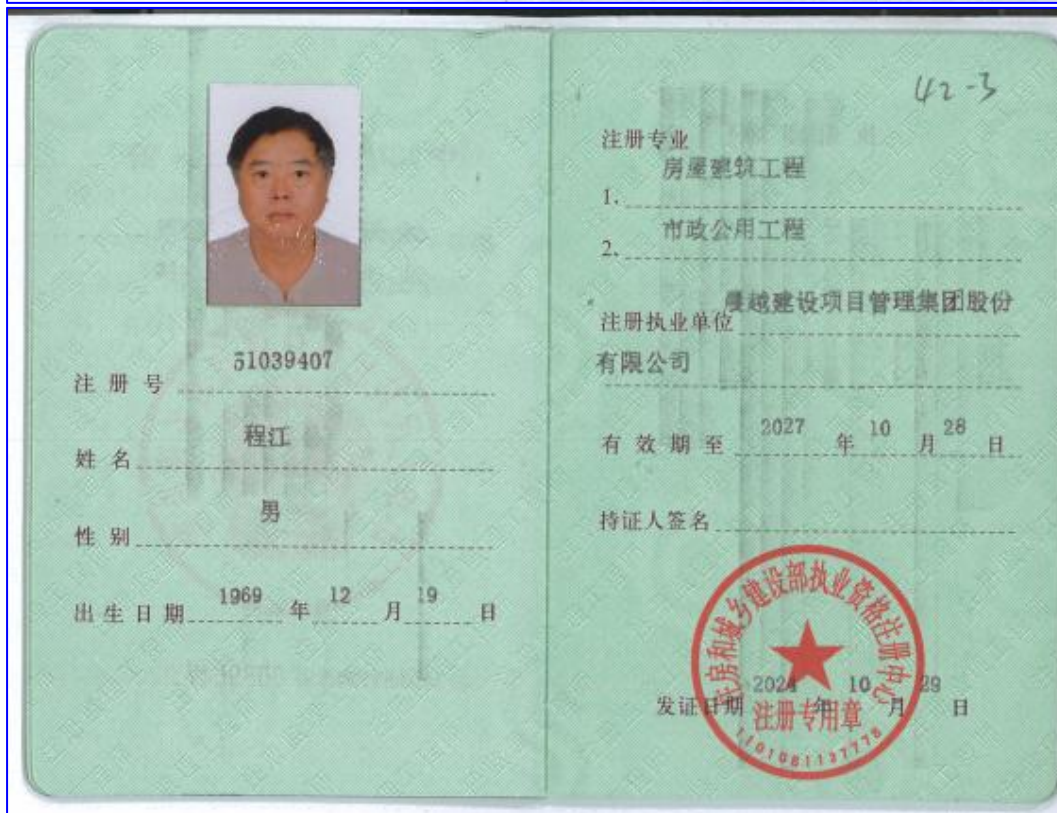 注册号 51039407
姓名 程江
性别 男
出生日期 1969 年 12 月 19 日
42-3
注册专业
1. 房屋建筑工程
2. 市政公用工程
注册执业单位 晨越建设项目管理集团股份
有限公司
有效期至 2027 年 10 月 28 日
持证人签名
住房和城乡建设部执业资格注册中心
发证日期 2024 年 10 月 29 日
注册专用章
1101081137778